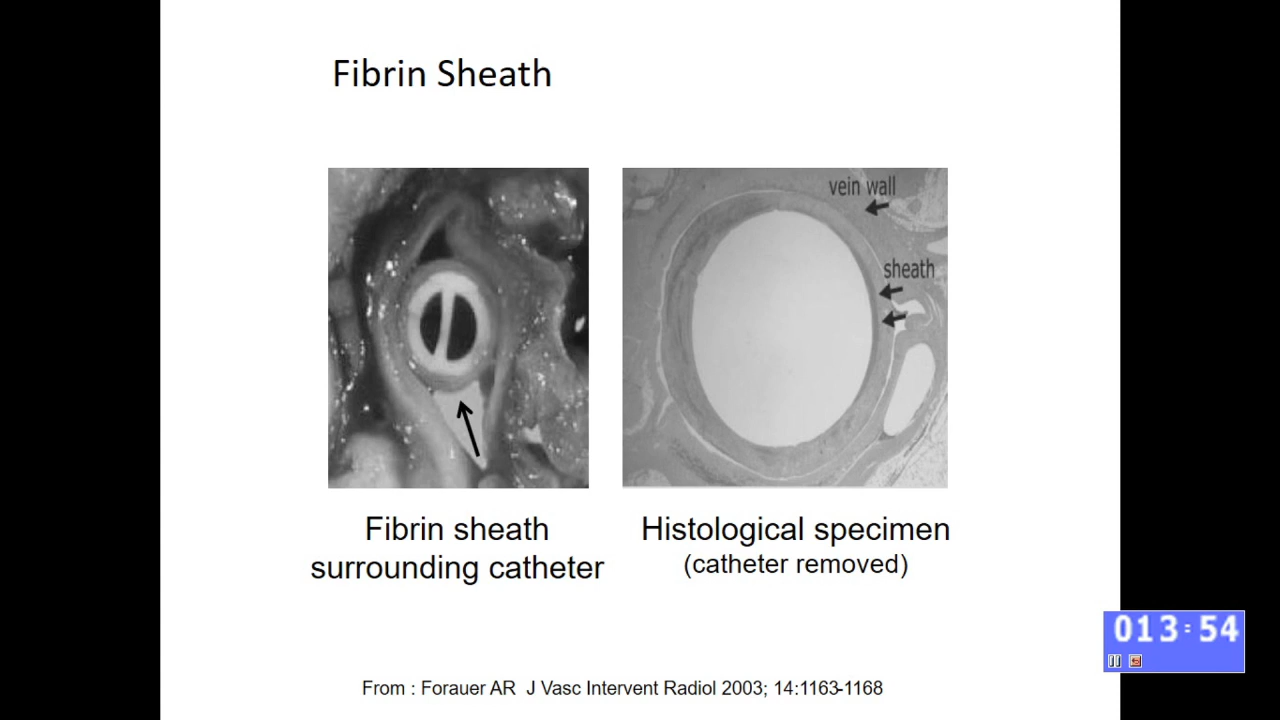 Fibrin Sheath
vein wall
sheath
Fibrin sheath
surrounding catheter
Histological specimen
(catheter removed)
013:54
From : Forauer AR  J Vasc Intervent Radiol 2003; 14:1163-1168